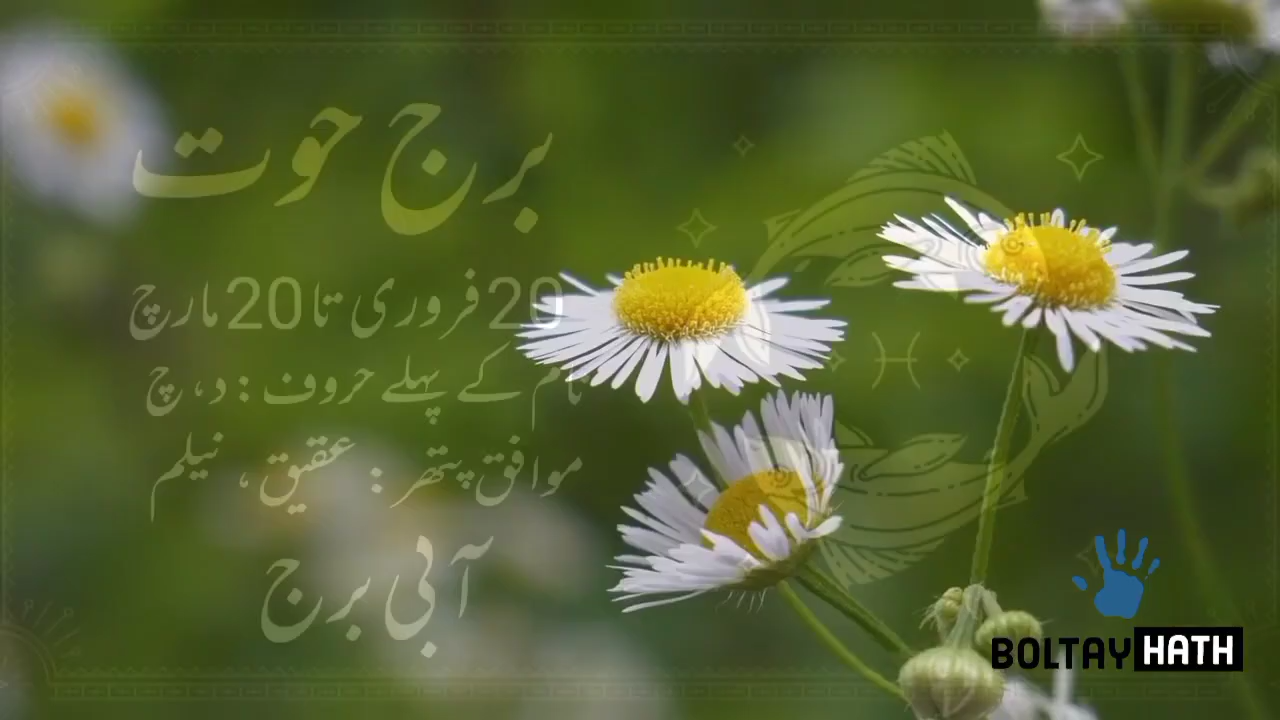 برج حوت
20 فروری تا 20 مارچ
نام کے پہلے حروف : د، چ
موافق پتھر : عقیق، نیلم
آبی برج
BOLTAY HATH